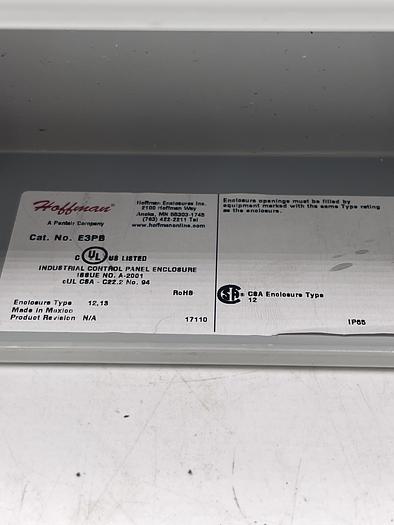 Hoffman
A Pentair Company
Hoffman Enclosures Inc.
2100 Hoffman Way
Anoka, MN 55303-1745
(763) 422-2211 Tel
www.hoffmanonline.com
Cat. No. E3PB
C UL US LISTED
INDUSTRIAL CONTROL PANEL ENCLOSURE
ISSUE NO. A-2001
cUL CSA - C22.2 No. 94
RoHS
Enclosure Type 12,13
Made in Mexico
Product Revision N/A
17110
Enclosure openings must be filled by
equipment marked with the same Type rating
as the enclosure.
CSA Enclosure Type
12
IP65